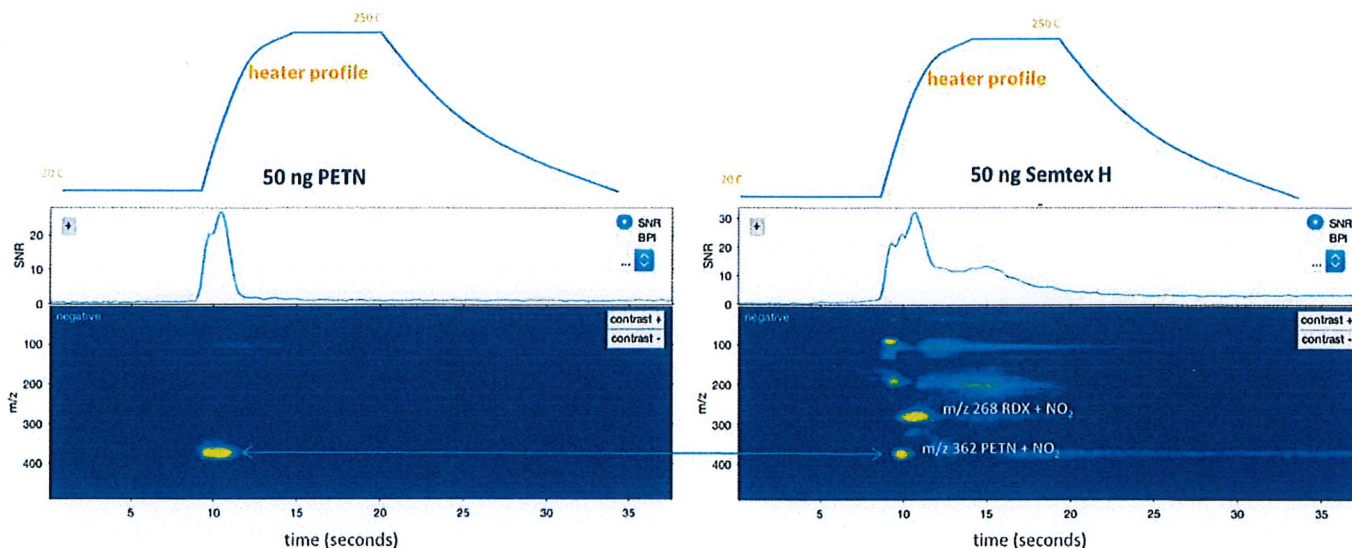 250 C
heater profile
20 C
50 ng PETN
SNR
20
10
0
+
SNR
BPI
...
negative
contrast +
contrast -
m/z
100
200
300
400
5
10
15
20
25
30
35
time (seconds)
250 C
heater profile
20 C
50 ng Semtex H
SNR
30
20
10
0
+
SNR
BPI
...
negative
contrast +
contrast -
m/z
100
200
300
400
m/z 268 RDX + NO₂
m/z 362 PETN + NO₂
5
10
15
20
25
30
35
time (seconds)